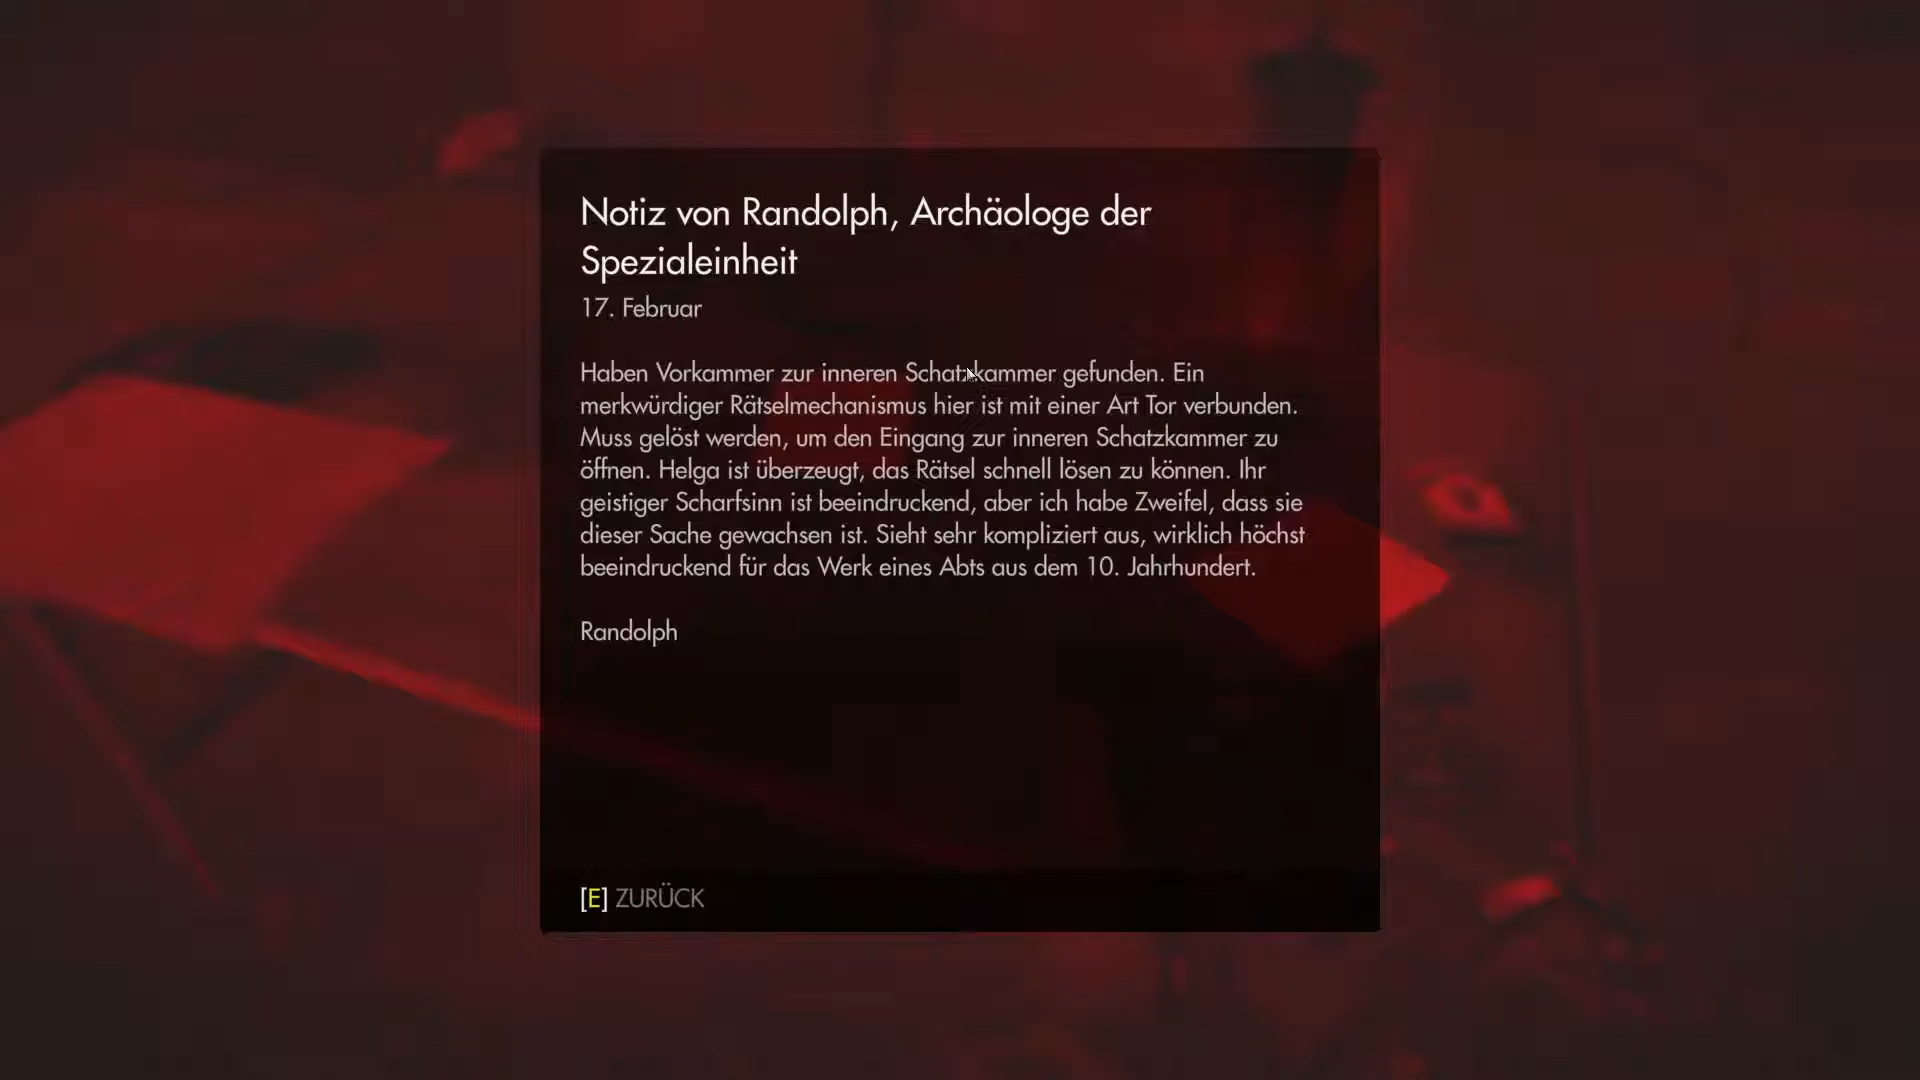 Notiz von Randolph, Archäologe der
Spezialeinheit
17. Februar
Haben Vorkammer zur inneren Schatzkammer gefunden. Ein
merkwürdiger Rätselmechanismus hier ist mit einer Art Tor verbunden.
Muss gelöst werden, um den Eingang zur inneren Schatzkammer zu
öffnen. Helga ist überzeugt, das Rätsel schnell lösen zu können. Ihr
geistiger Scharfsinn ist beeindruckend, aber ich habe Zweifel, dass sie
dieser Sache gewachsen ist. Sieht sehr kompliziert aus, wirklich höchst
beeindruckend für das Werk eines Abts aus dem 10. Jahrhundert.
Randolph
[E] ZURÜCK